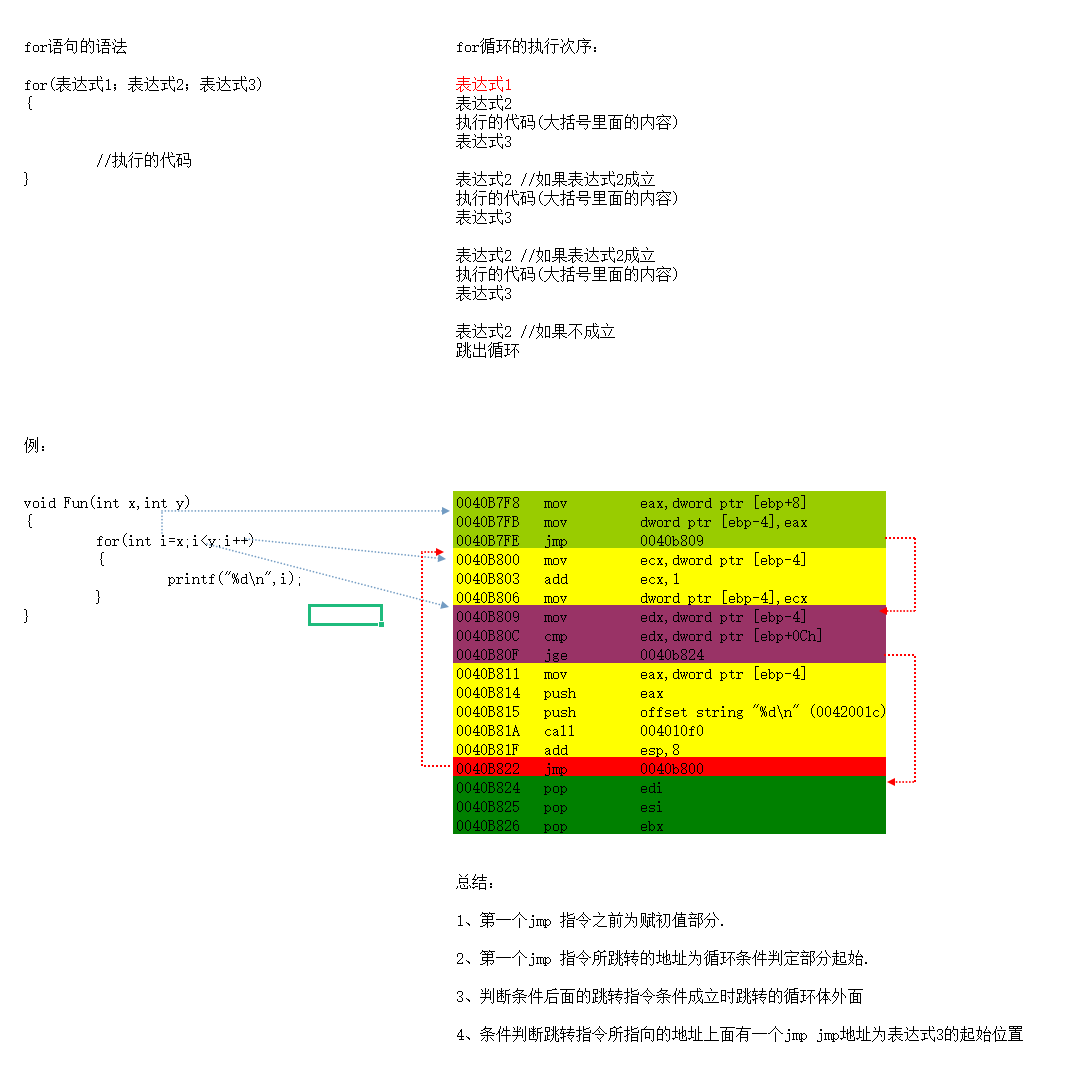 for语句的语法
for(表达式1；表达式2；表达式3)
{
//执行的代码
}
for循环的执行次序：
表达式1
表达式2
执行的代码(大括号里面的内容)
表达式3
表达式2 //如果表达式2成立
执行的代码(大括号里面的内容)
表达式3
表达式2 //如果表达式2成立
执行的代码(大括号里面的内容)
表达式3
表达式2 //如果不成立
跳出循环
例：
void Fun(int x,int y)
{
for(int i=x;i<y;i++)
{
printf("%d\n",i);
}
}
0040B7F8 mov eax,dword ptr [ebp+8]
0040B7FB mov dword ptr [ebp-4],eax
0040B7FE jmp 0040b809
0040B800 mov ecx,dword ptr [ebp-4]
0040B803 add ecx,1
0040B806 mov dword ptr [ebp-4],ecx
0040B809 mov edx,dword ptr [ebp-4]
0040B80C cmp edx,dword ptr [ebp+0Ch]
0040B80F jge 0040b824
0040B811 mov eax,dword ptr [ebp-4]
0040B814 push eax
0040B815 push offset string "%d\n" (0042001c)
0040B81A call 004010f0
0040B81F add esp,8
0040B822 jmp 0040b800
0040B824 pop edi
0040B825 pop esi
0040B826 pop ebx
总结：
1、第一个jmp 指令之前为赋初值部分.
2、第一个jmp 指令所跳转的地址为循环条件判定部分起始.
3、判断条件后面的跳转指令条件成立时跳转的循环体外面
4、条件判断跳转指令所指向的地址上面有一个jmp jmp地址为表达式3的起始位置